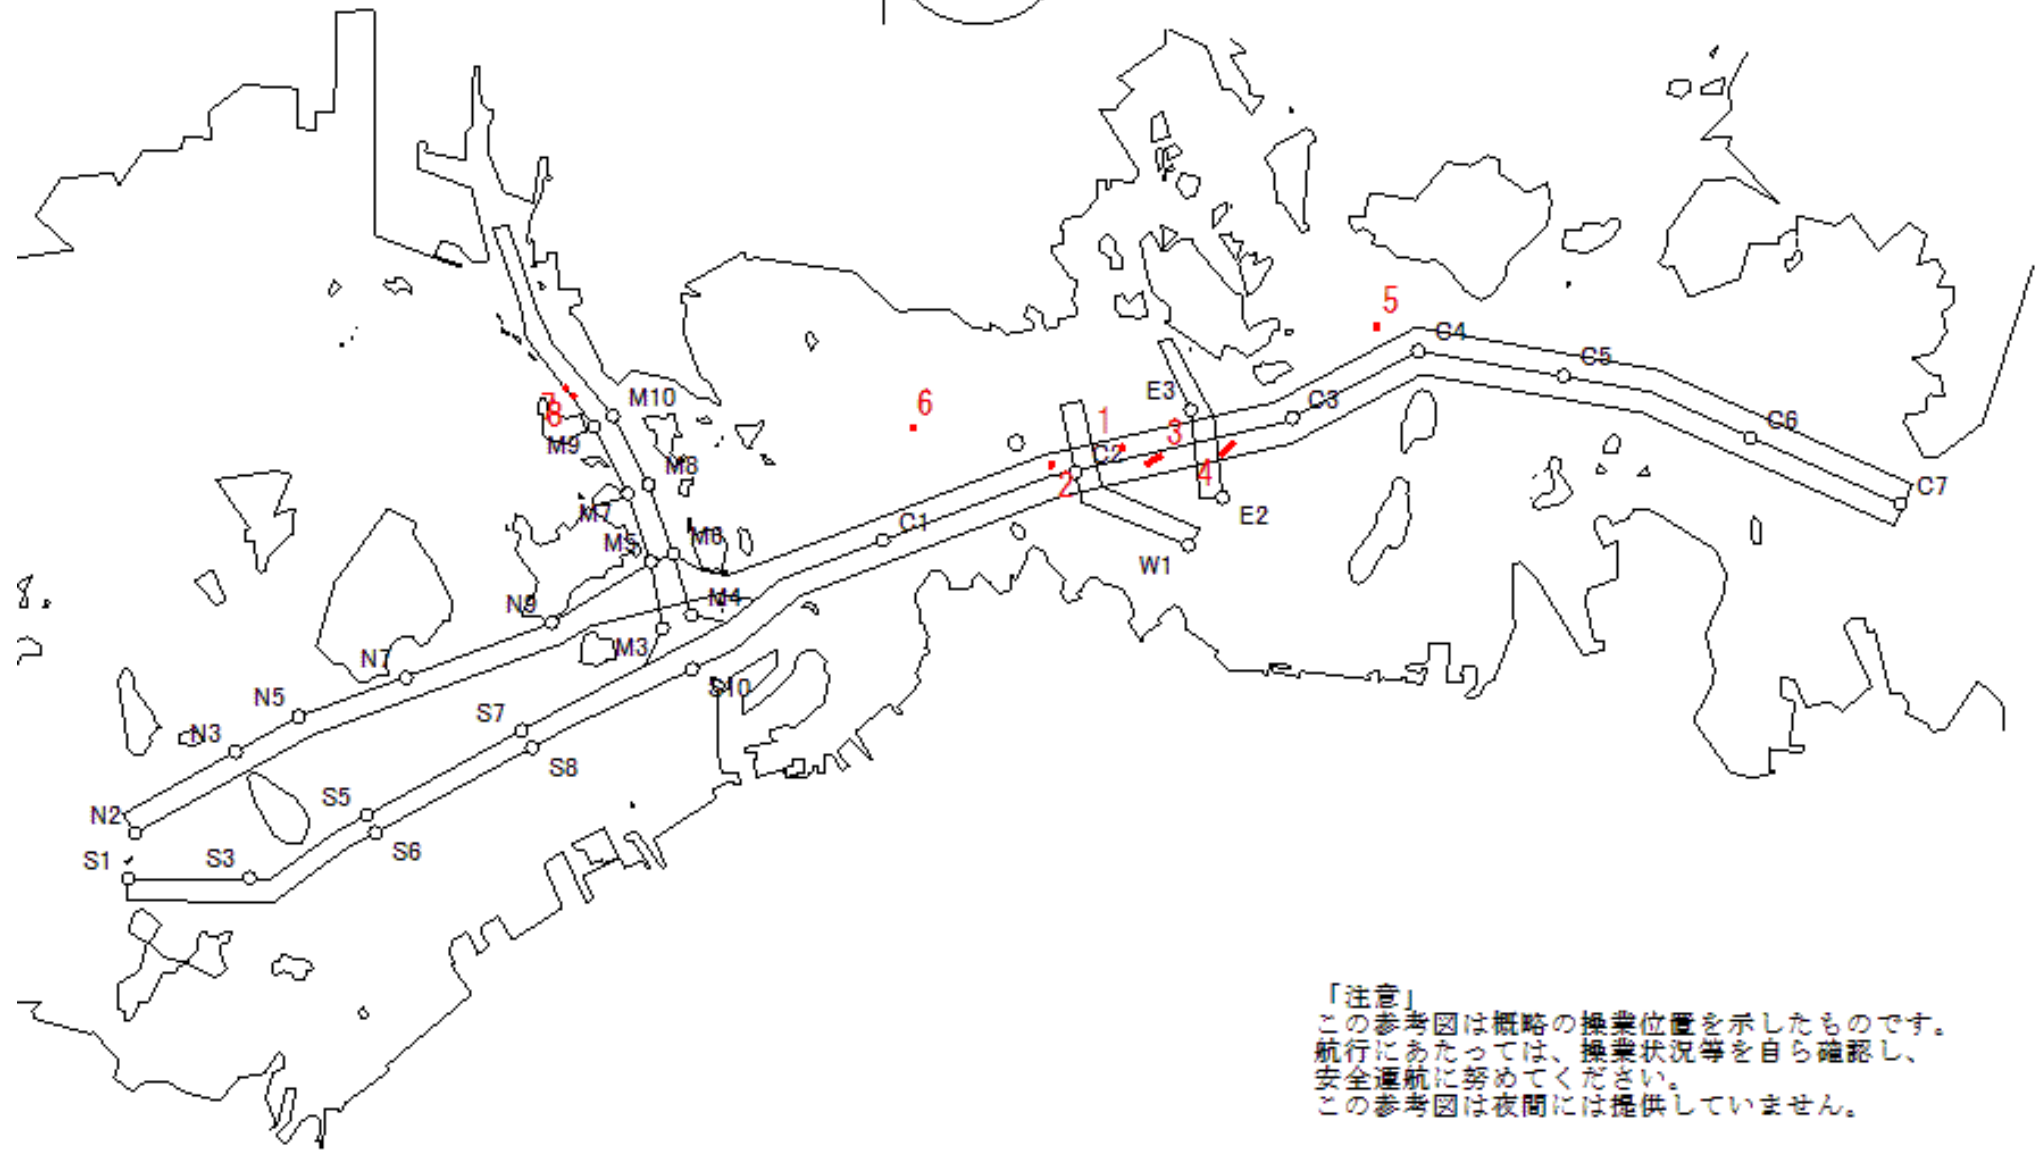 5
C4
C5
E3
M10
6
1
C3
7
8
3
C6
M9
C2
M8
4
2
C7
M7
E2
C1
M6
M5
W1
N9
M4
M3
N7
S10
N5
S7
N3
S8
S5
N2
S6
S1
S3
「注意」
この参考図は概略の操業位置を示したものです。
航行にあたっては、操業状況等を自ら確認し、
安全運航に努めてください。
この参考図は夜間には提供していません。